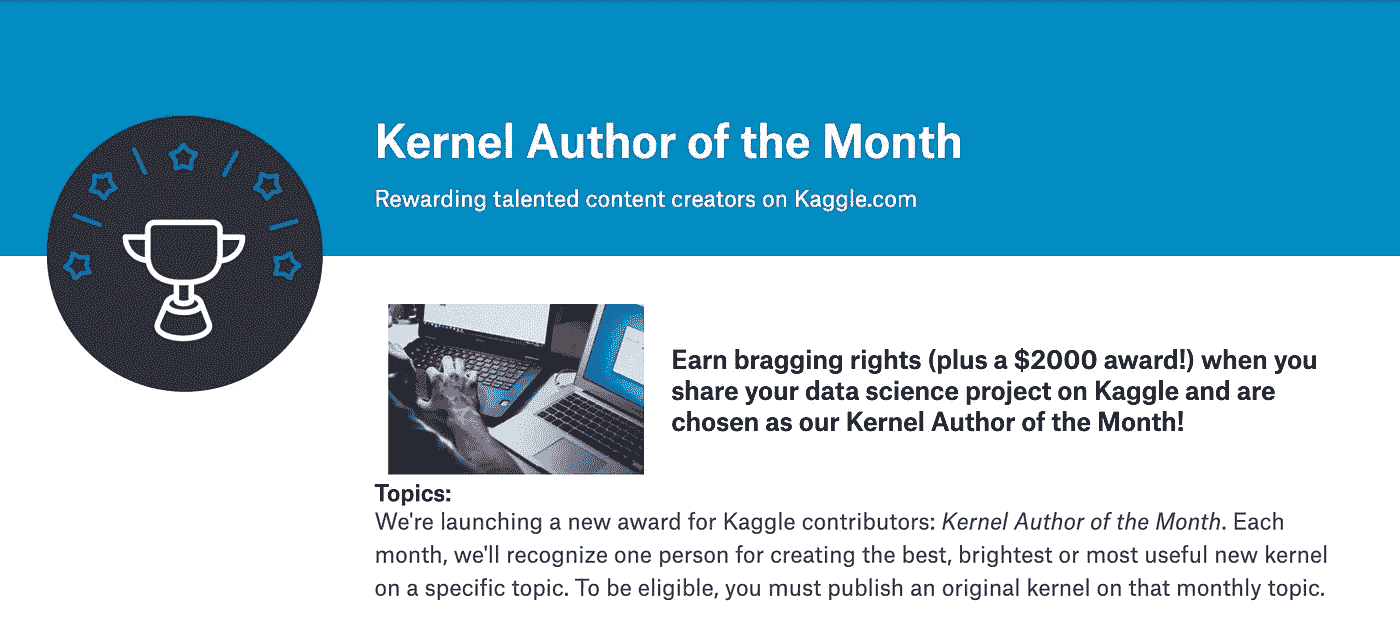 Kernel Author of the Month
Rewarding talented content creators on Kaggle.com
Earn bragging rights (plus a $2000 award!) when you
share your data science project on Kaggle and are
chosen as our Kernel Author of the Month!
Topics:
We're launching a new award for Kaggle contributors: Kernel Author of the Month. Each
month, we'll recognize one person for creating the best, brightest or most useful new kernel
on a specific topic. To be eligible, you must publish an original kernel on that monthly topic.